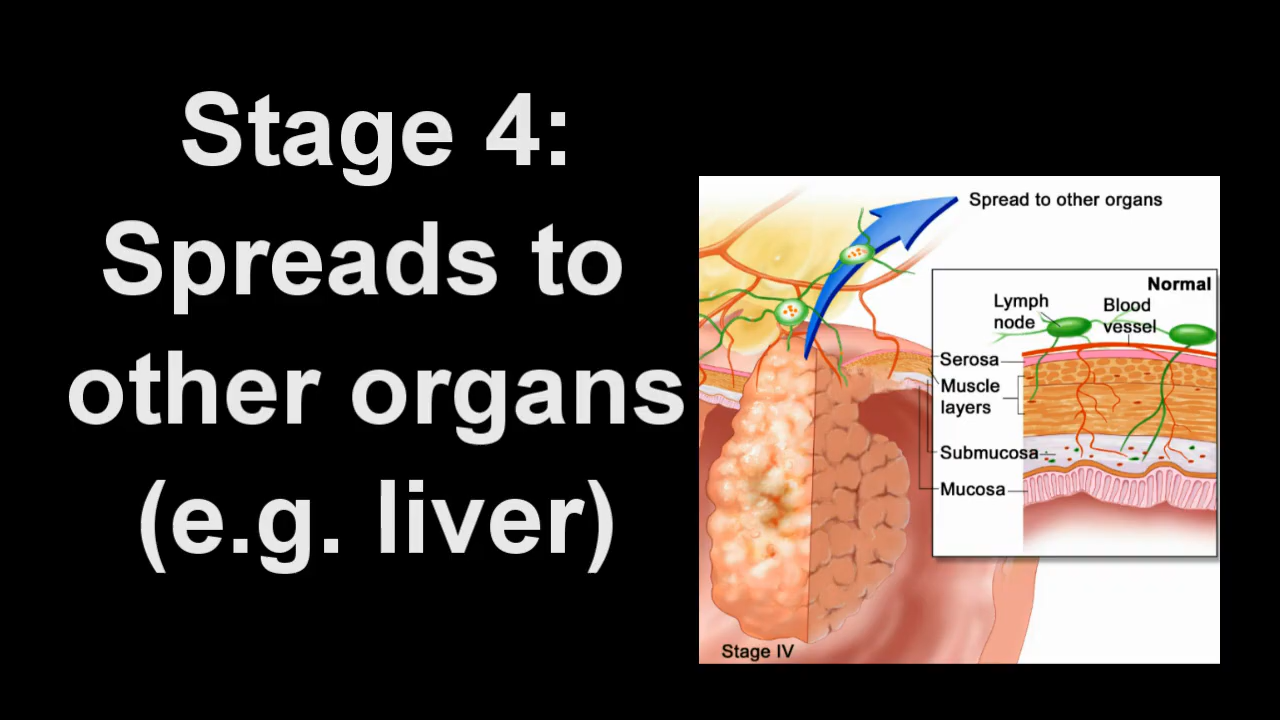 Stage 4:
Spreads to
other organs
(e.g. liver)
Spread to other organs
Normal
Lymph
node
Blood
vessel
Serosa
Muscle
layers
Submucosa
Mucosa
Stage IV